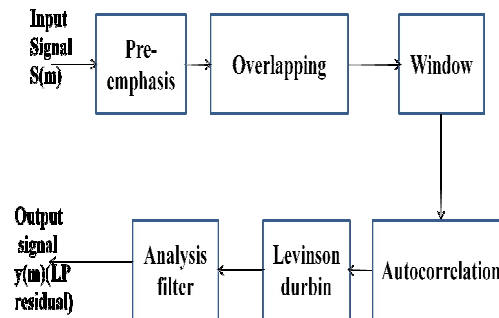 Input
Signal
S(m)
Pre-
emphasis
Overlapping
Window
Autocorrelation
Levinson
durbin
Analysis
filter
Output
signal
y(m)(LP
residual)